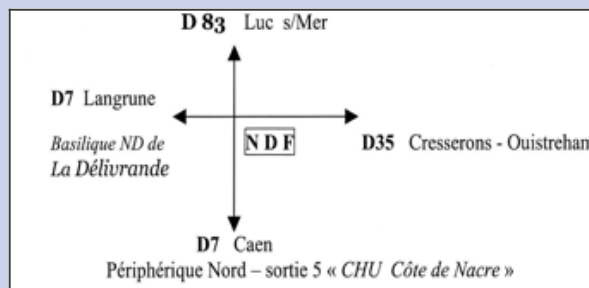 D 83 Luc s/Mer
D7 Langrune
Basilique ND de
La Délivrande
N D F
D35 Cresserons - Ouistreham
D7 Caen
Périphérique Nord – sortie 5 « CHU Côte de Nacre »